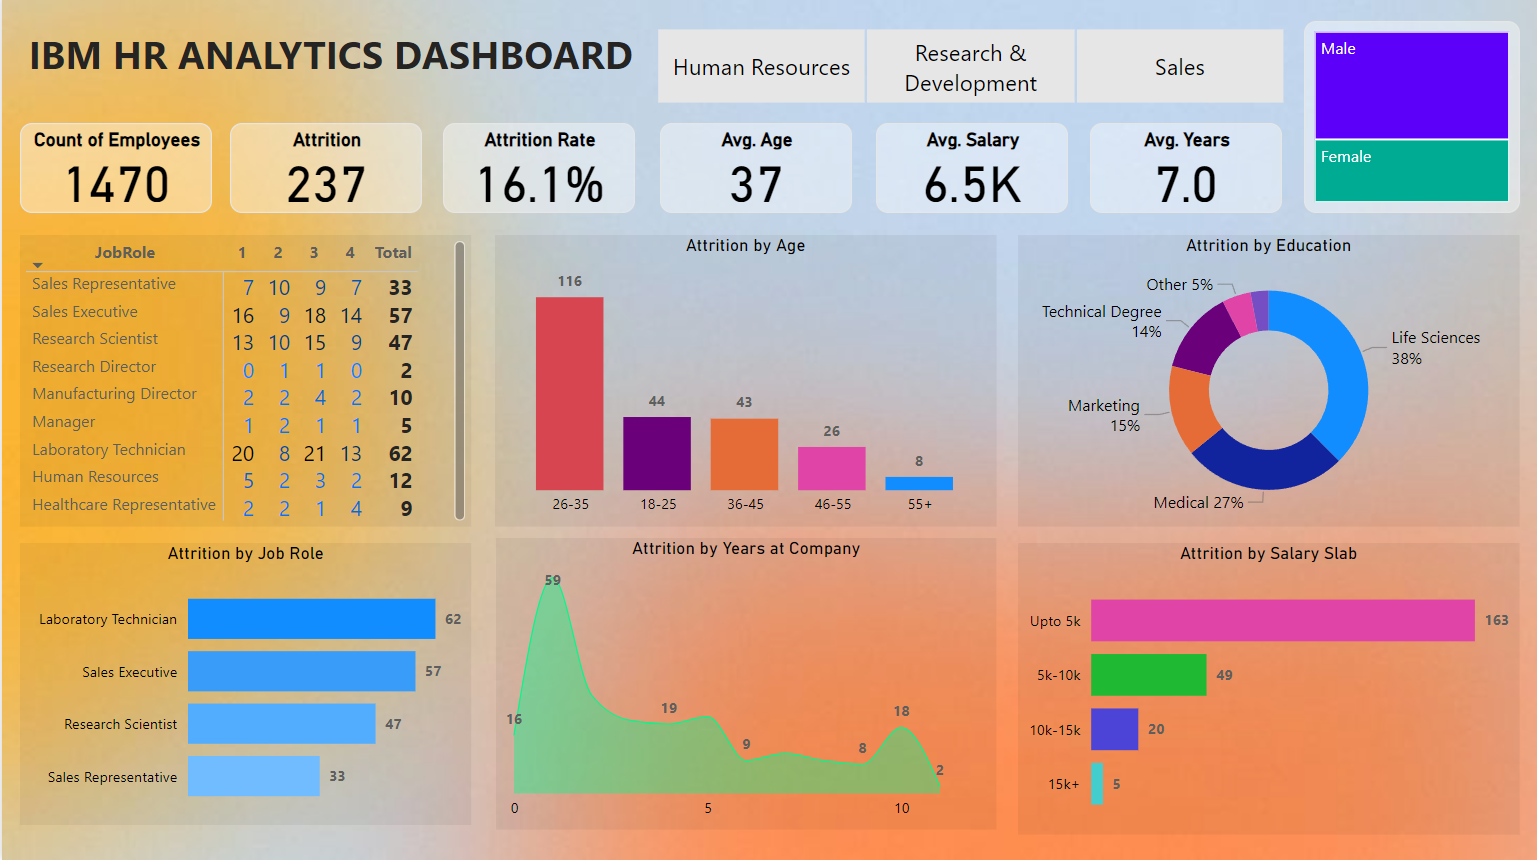 IBM HR ANALYTICS DASHBOARD
Human Resources
Research &
Development
Sales
Male
Female
Count of Employees
1470
Attrition
237
Attrition Rate
16.1%
Avg. Age
37
Avg. Salary
6.5K
Avg. Years
7.0
JobRole 1 2 3 4 Total
Sales Representative 7 10 9 7 33
Sales Executive 16 9 18 14 57
Research Scientist 13 10 15 9 47
Research Director 0 1 1 0 2
Manufacturing Director 2 2 4 2 10
Manager 1 2 1 1 5
Laboratory Technician 20 8 21 13 62
Human Resources 5 2 3 2 12
Healthcare Representative 2 2 1 4 9
Attrition by Age
116
44
43
26
8
26-35 18-25 36-45 46-55 55+
Attrition by Education
Other 5%
Technical Degree
14%
Life Sciences
38%
Marketing
15%
Medical 27%
Attrition by Job Role
Laboratory Technician 62
Sales Executive 57
Research Scientist 47
Sales Representative 33
Attrition by Years at Company
59
16
19
9
8
18
2
0 5 10
Attrition by Salary Slab
Upto 5k 163
5k-10k 49
10k-15k 20
15k+ 5